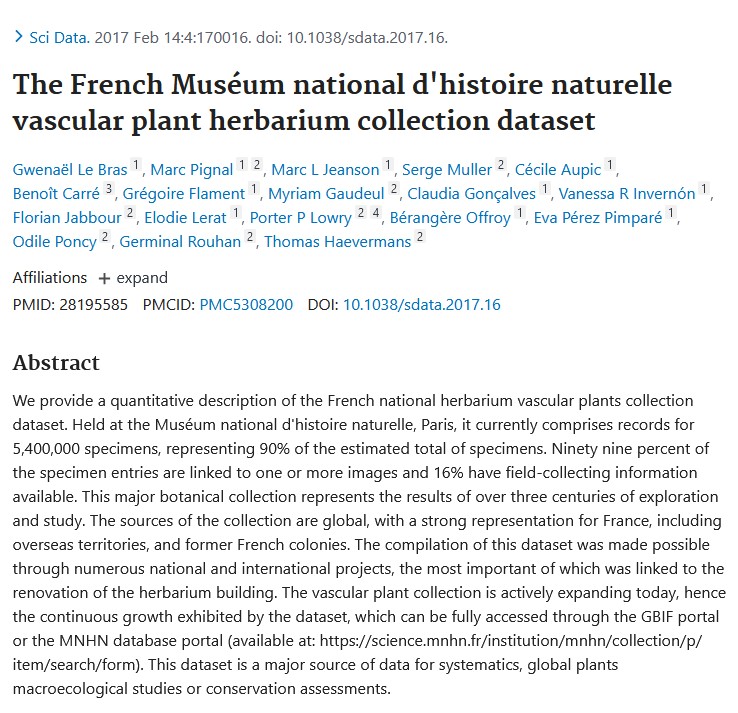 Sci Data. 2017 Feb 14:4:170016. doi: 10.1038/sdata.2017.16.
The French Muséum national d'histoire naturelle
vascular plant herbarium collection dataset
Gwenaël Le Bras 1, Marc Pignal 1 2, Marc L Jeanson 1, Serge Muller 2, Cécile Aupic 1,
Benoît Carré 3, Grégoire Flament 1, Myriam Gaudeul 2, Claudia Gonçalves 1, Vanessa R Invernón 1,
Florian Jabbour 2, Elodie Lerat 1, Porter P Lowry 2 4, Bérangère Offroy 1, Eva Pérez Pimparé 1,
Odile Poncy 2, Germinal Rouhan 2, Thomas Haevermans 2
Affiliations + expand
PMID: 28195585 PMCID: PMC5308200 DOI: 10.1038/sdata.2017.16
Abstract
We provide a quantitative description of the French national herbarium vascular plants collection
dataset. Held at the Muséum national d'histoire naturelle, Paris, it currently comprises records for
5,400,000 specimens, representing 90% of the estimated total of specimens. Ninety nine percent of
the specimen entries are linked to one or more images and 16% have field-collecting information
available. This major botanical collection represents the results of over three centuries of exploration
and study. The sources of the collection are global, with a strong representation for France, including
overseas territories, and former French colonies. The compilation of this dataset was made possible
through numerous national and international projects, the most important of which was linked to the
renovation of the herbarium building. The vascular plant collection is actively expanding today, hence
the continuous growth exhibited by the dataset, which can be fully accessed through the GBIF portal
or the MNHN database portal (available at: https://science.mnhn.fr/institution/mnhn/collection/p/
item/search/form). This dataset is a major source of data for systematics, global plants
macroecological studies or conservation assessments.